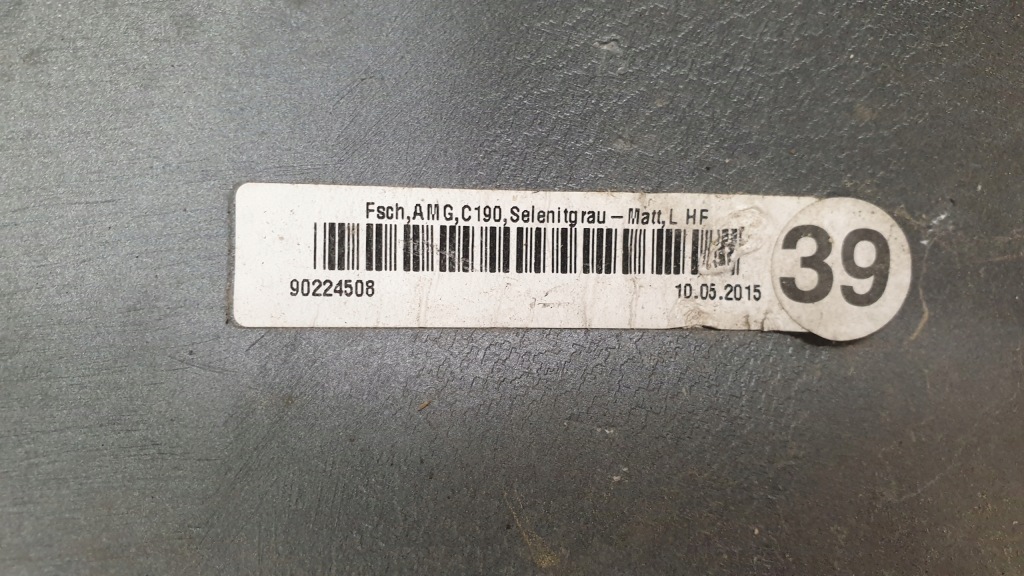 Fsch,AMG,C190,Selenitgrau – Matt,L HF
90224508
10.05.2015
39